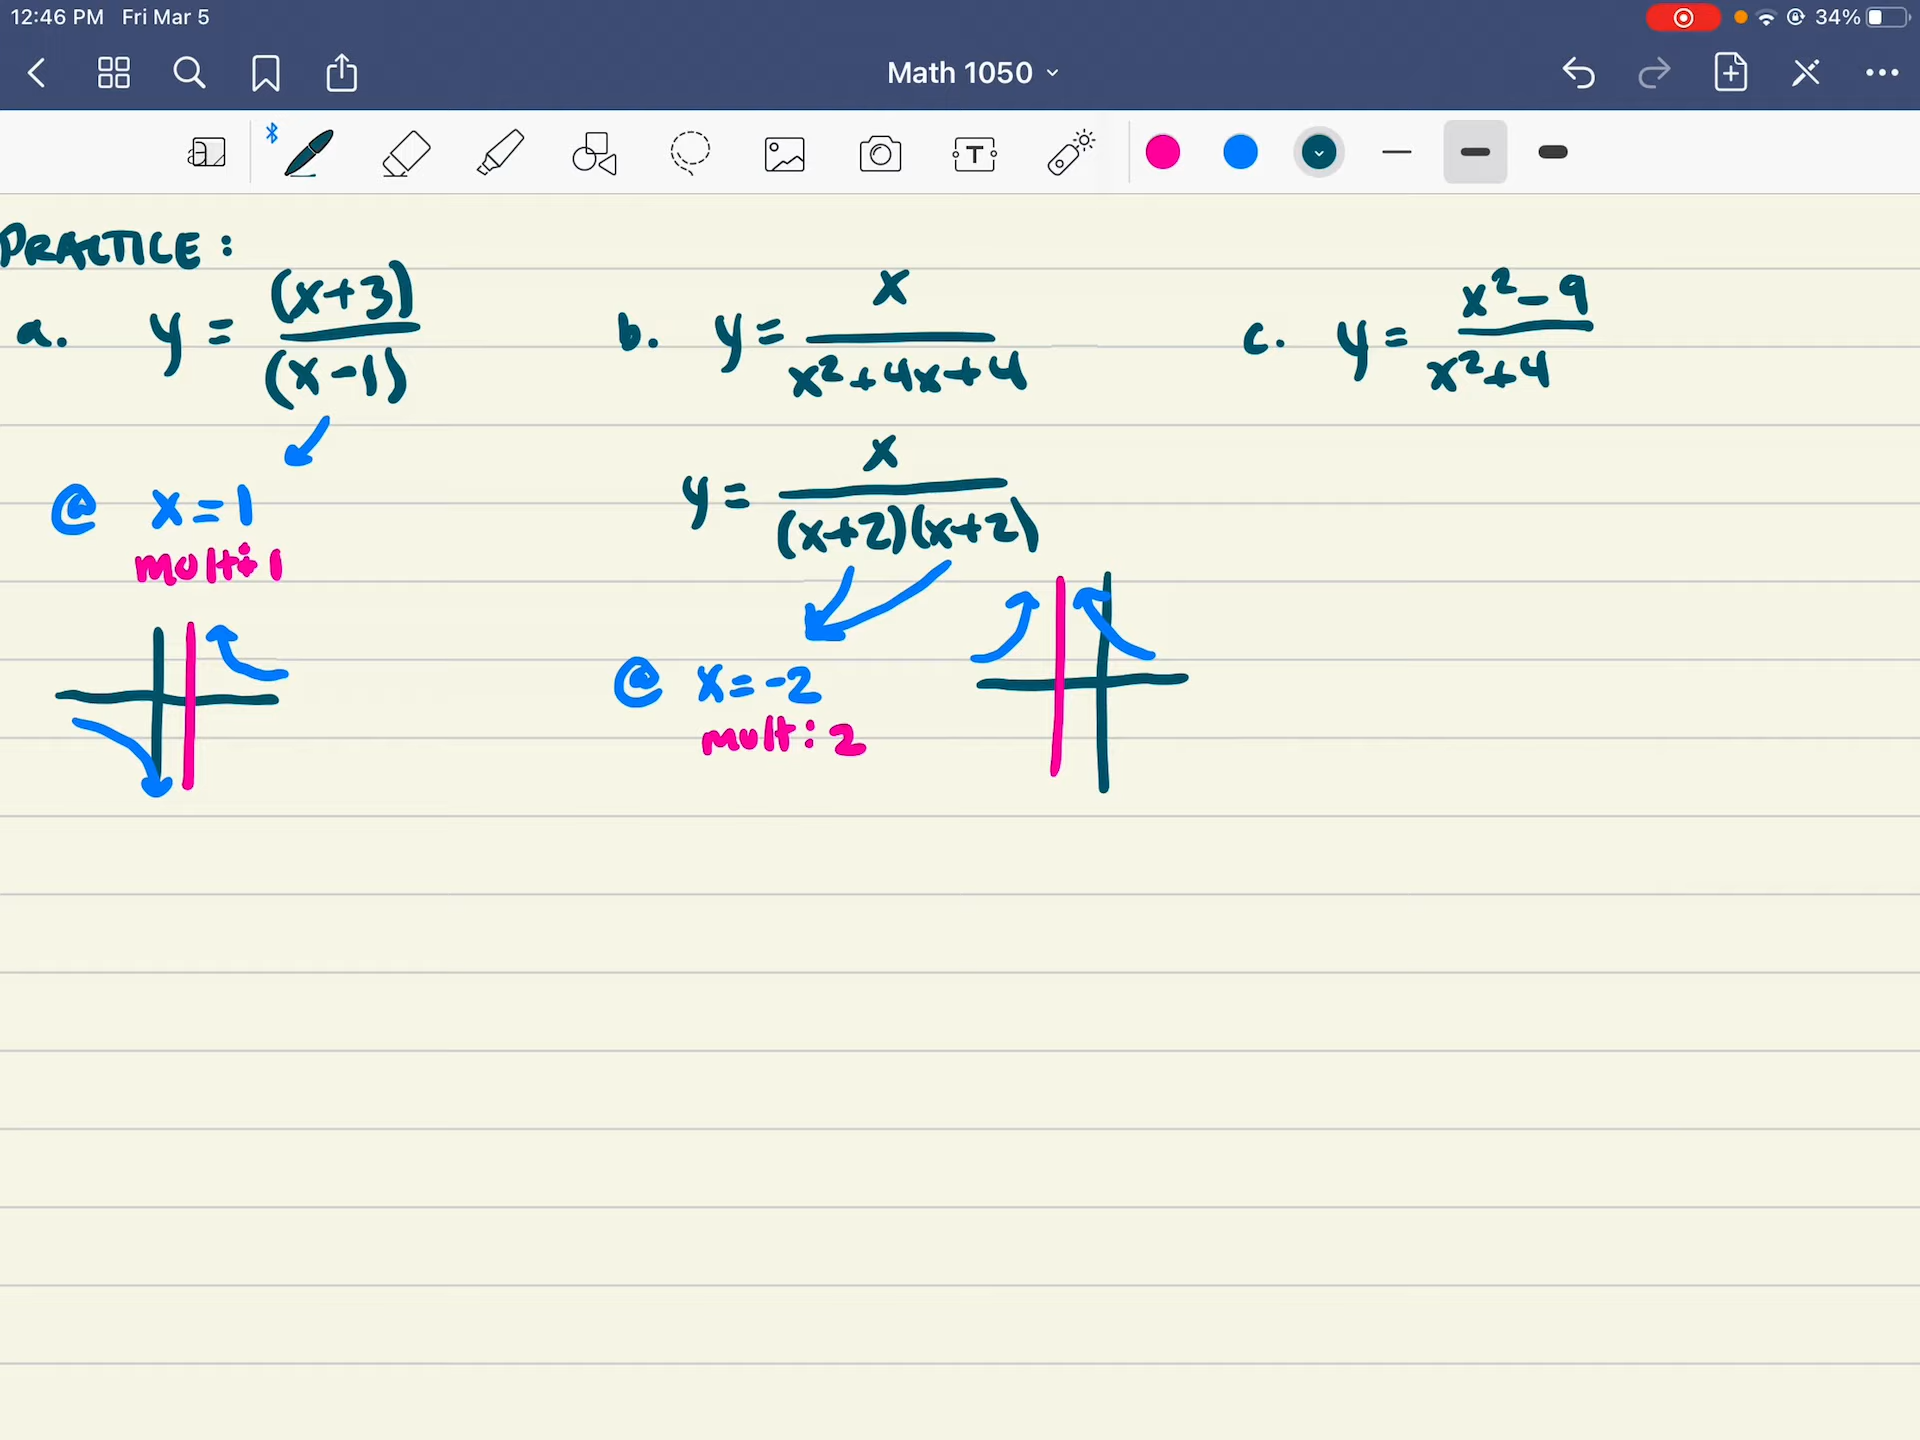 12:46 PM Fri Mar 5 34%
Math 1050
T
PRACTICE:
a. y = (x+3)/(x-1)
b. y = x/(x²+4x+4)
c. y = (x²-9)/(x²+4)
y = x/((x+2)(x+2))
@ x=1
mult: 1
@ x=-2
mult: 2